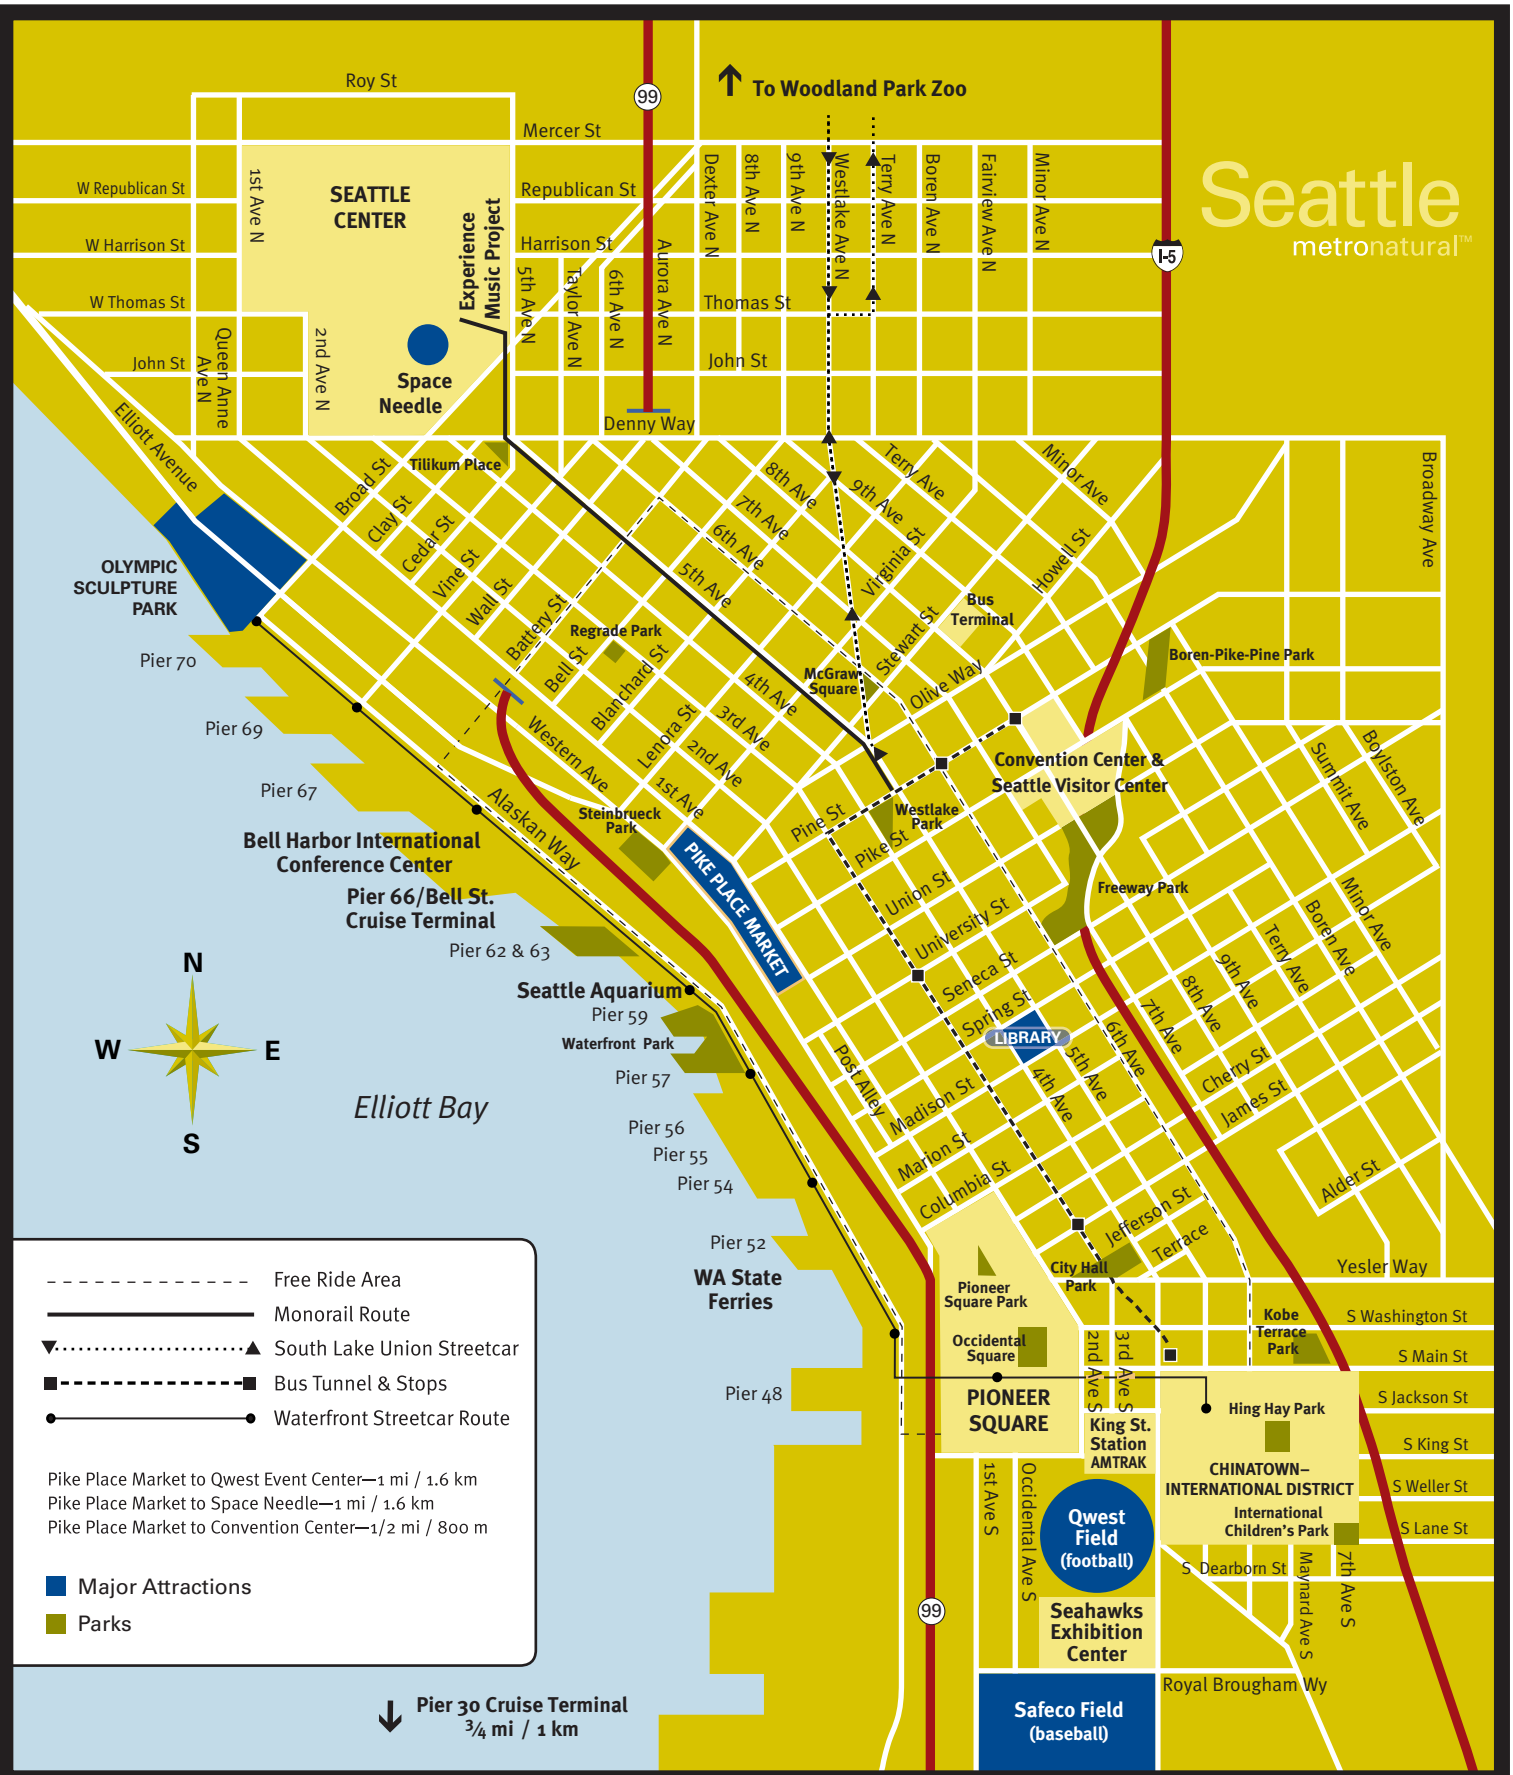 Roy St
99
To Woodland Park Zoo
Mercer St
W Republican St
1st Ave N
SEATTLE
CENTER
Experience
Music Project
Republican St
Dexter Ave N
8th Ave N
9th Ave N
Westlake Ave N
Terry Ave N
Boren Ave N
Fairview Ave N
Minor Ave N
Seattle
metronatural™
W Harrison St
Harrison St
I-5
5th Ave N
Taylor Ave N
6th Ave N
Aurora Ave N
W Thomas St
Thomas St
John St
Queen Anne
Ave N
2nd Ave N
Space
Needle
John St
Denny Way
Elliott Avenue
Tilikum Place
Broad St
Clay St
Cedar St
Vine St
Wall St
Battery St
Bell St
Blanchard St
Lenora St
Virginia St
Stewart St
Olive Way
Howell St
8th Ave
7th Ave
6th Ave
5th Ave
4th Ave
3rd Ave
2nd Ave
1st Ave
Western Ave
9th Ave
Terry Ave
Minor Ave
Broadway Ave
OLYMPIC
SCULPTURE
PARK
Regrade Park
Bus
Terminal
McGraw
Square
Boren-Pike-Pine Park
Pier 70
Pier 69
Pier 67
Alaskan Way
Steinbrueck
Park
Pine St
Pike St
Westlake
Park
Convention Center &
Seattle Visitor Center
Summit Ave
Boylston Ave
Bell Harbor International
Conference Center
Pier 66/Bell St.
Cruise Terminal
PIKE PLACE MARKET
Union St
University St
Freeway Park
Minor Ave
Boren Ave
Terry Ave
9th Ave
8th Ave
7th Ave
6th Ave
5th Ave
4th Ave
Pier 62 & 63
Seneca St
Spring St
LIBRARY
Seattle Aquarium
Pier 59
Waterfront Park
Pier 57
Post Alley
Madison St
Marion St
Columbia St
Cherry St
James St
N
W
E
S
Elliott Bay
Pier 56
Pier 55
Pier 54
Alder St
Jefferson St
Terrace
Pier 52
WA State
Ferries
City Hall
Park
Yesler Way
Pioneer
Square Park
Kobe
Terrace
Park
S Washington St
Occidental
Square
2nd Ave S
3rd Ave S
S Main St
Pier 48
PIONEER
SQUARE
S Jackson St
Hing Hay Park
King St.
Station
AMTRAK
S King St
CHINATOWN–
INTERNATIONAL DISTRICT
S Weller St
International
Children's Park
S Lane St
1st Ave S
Occidental Ave S
Qwest
Field
(football)
S Dearborn St
Maynard Ave S
7th Ave S
99
Seahawks
Exhibition
Center
Royal Brougham Wy
Safeco Field
(baseball)
Free Ride Area
Monorail Route
South Lake Union Streetcar
Bus Tunnel & Stops
Waterfront Streetcar Route
Pike Place Market to Qwest Event Center—1 mi / 1.6 km
Pike Place Market to Space Needle—1 mi / 1.6 km
Pike Place Market to Convention Center—1/2 mi / 800 m
Major Attractions
Parks
Pier 30 Cruise Terminal
3/4 mi / 1 km